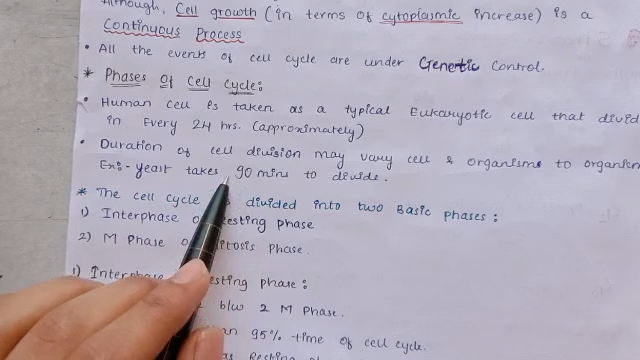 Although, Cell growth (in terms of cytoplasmic increase) is a
Continuous Process
• All the events of cell cycle are under Genetic Control.
* Phases Of Cell Cycle:
• Human cell is taken as a typical Eukaryotic cell that divid
in Every 24 hrs. (approximately)
• Duration of cell division may vary cell & organisms to organism
Ex:- yeast takes 90 mins to divide.
* The cell cycle is divided into two Basic phases:
1) Interphase or resting phase
2) M Phase or mitosis Phase.
1) Interphase resting phase:
b/w 2 M Phase.
an 95% time of cell cycle.
as Resting